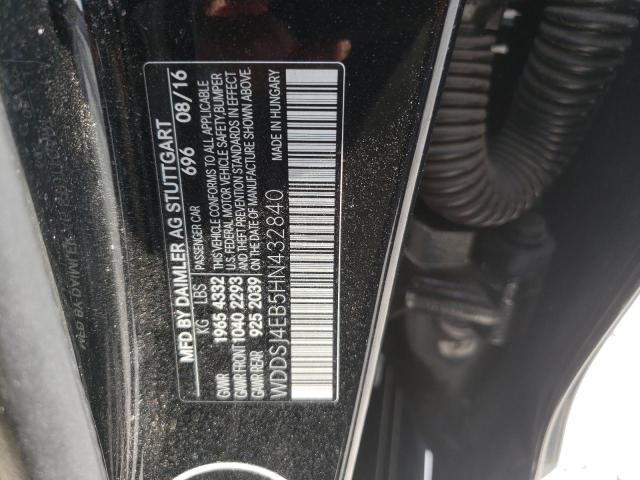 MFD BY DAIMLER AG STUTTGART
696 08/16
KG LBS PASSENGER CAR
GVWR 1965 4332 THIS VEHICLE CONFORMS TO ALL APPLICABLE
GAWR FRONT 1040 2293 U.S. FEDERAL MOTOR VEHICLE SAFETY, BUMPER
GAWR REAR 925 2039 AND THEFT PREVENTION STANDARDS IN EFFECT
ON THE DATE OF MANUFACTURE SHOWN ABOVE.
WDDSJ4EB5HN432840 MADE IN HUNGARY